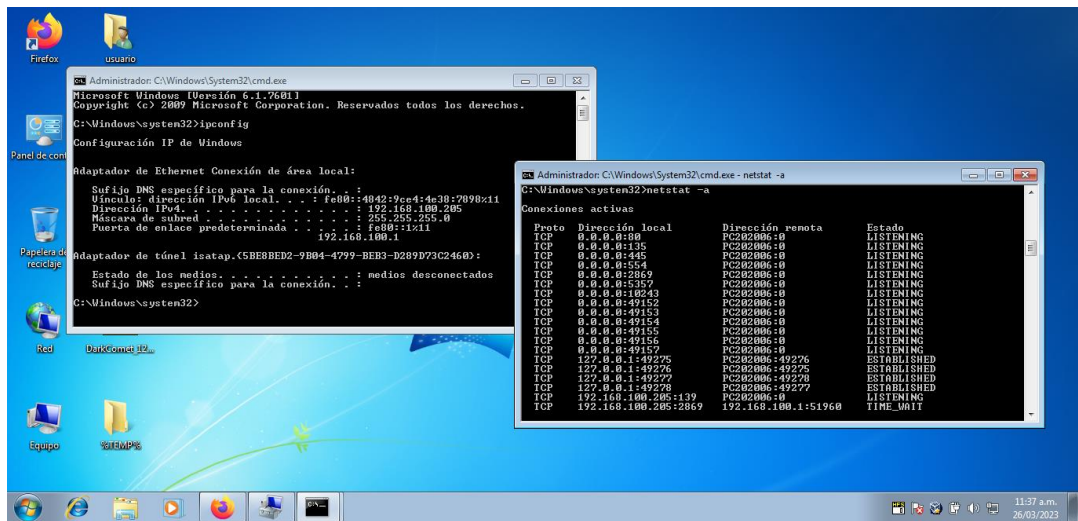 Firefox
usuario
Panel de cont
Papelera de
reciclaje
Red
DarkComet 12...
Equipo
%TEMP%
Administrador: C:\Windows\System32\cmd.exe
Microsoft Windows [Versión 6.1.7601]
Copyright (c) 2009 Microsoft Corporation. Reservados todos los derechos.
C:\Windows\system32>ipconfig
Configuración IP de Windows
Adaptador de Ethernet Conexión de área local:
Sufijo DNS específico para la conexión. . :
Vínculo: dirección IPv6 local. . . : fe80::4842:9ce4:4e38:7898%11
Dirección IPv4. . . . . . . . . . . . . . : 192.168.100.205
Máscara de subred . . . . . . . . . . . . : 255.255.255.0
Puerta de enlace predeterminada . . . . . : fe80::1%11
192.168.100.1
Adaptador de túnel isatap.{5BE8BED2-9B04-4799-BEB3-D289D73C2460}:
Estado de los medios. . . . . . . . . . . : medios desconectados
Sufijo DNS específico para la conexión. . :
C:\Windows\system32>
Administrador: C:\Windows\System32\cmd.exe - netstat -a
C:\Windows\system32>netstat -a
Conexiones activas
Proto Dirección local Dirección remota Estado
TCP 0.0.0.0:80 PC202006:0 LISTENING
TCP 0.0.0.0:135 PC202006:0 LISTENING
TCP 0.0.0.0:445 PC202006:0 LISTENING
TCP 0.0.0.0:554 PC202006:0 LISTENING
TCP 0.0.0.0:2869 PC202006:0 LISTENING
TCP 0.0.0.0:5357 PC202006:0 LISTENING
TCP 0.0.0.0:10243 PC202006:0 LISTENING
TCP 0.0.0.0:49152 PC202006:0 LISTENING
TCP 0.0.0.0:49153 PC202006:0 LISTENING
TCP 0.0.0.0:49154 PC202006:0 LISTENING
TCP 0.0.0.0:49155 PC202006:0 LISTENING
TCP 0.0.0.0:49156 PC202006:0 LISTENING
TCP 0.0.0.0:49157 PC202006:0 LISTENING
TCP 127.0.0.1:49275 PC202006:49276 ESTABLISHED
TCP 127.0.0.1:49276 PC202006:49275 ESTABLISHED
TCP 127.0.0.1:49277 PC202006:49278 ESTABLISHED
TCP 127.0.0.1:49278 PC202006:49277 ESTABLISHED
TCP 192.168.100.205:139 PC202006:0 LISTENING
TCP 192.168.100.205:2869 192.168.100.1:51960 TIME_WAIT
HFS
11:37 a.m.
26/03/2023